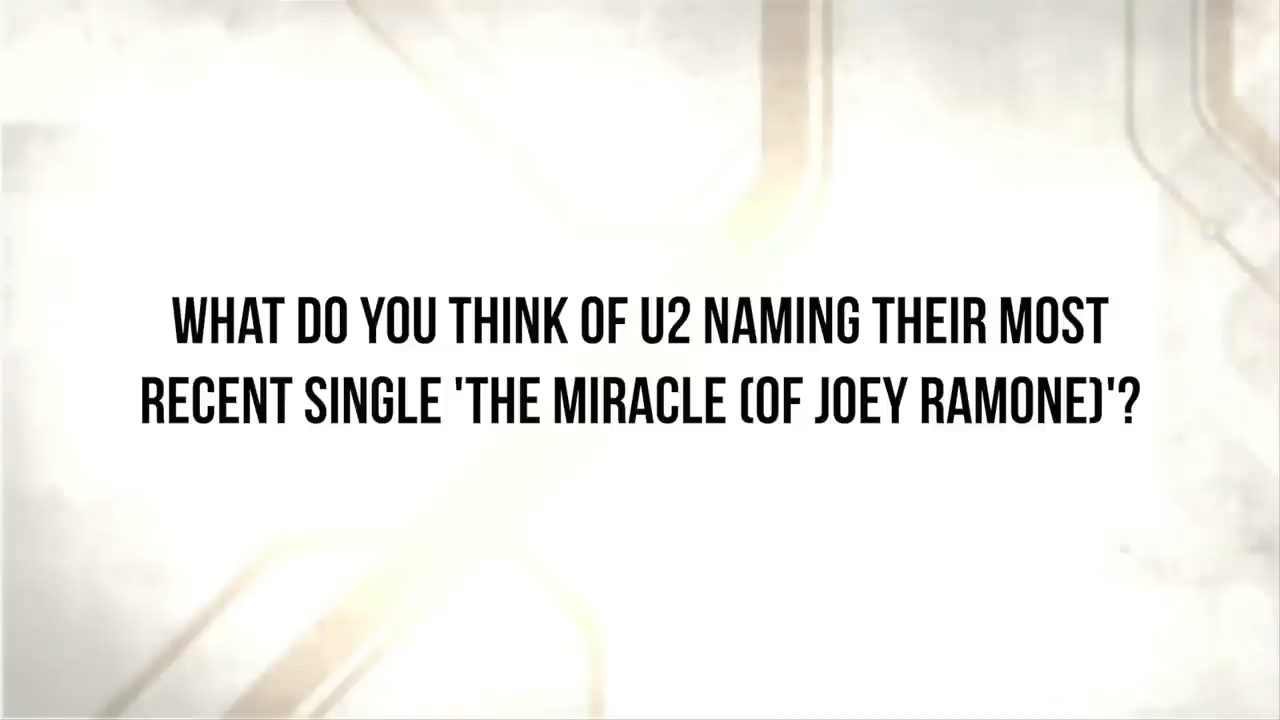 WHAT DO YOU THINK OF U2 NAMING THEIR MOST
RECENT SINGLE 'THE MIRACLE (OF JOEY RAMONE)'?